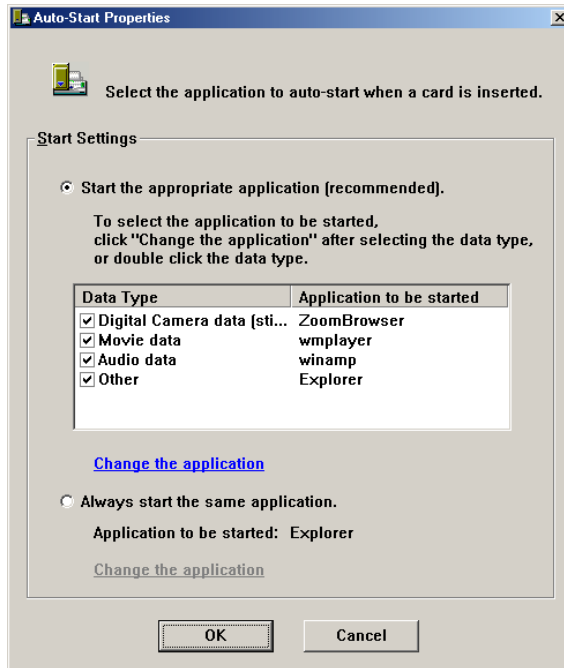 Auto-Start Properties
Select the application to auto-start when a card is inserted.
Start Settings
Start the appropriate application (recommended).
To select the application to be started,
click "Change the application" after selecting the data type,
or double click the data type.
Data Type Application to be started
Digital Camera data (sti... ZoomBrowser
Movie data wmplayer
Audio data winamp
Other Explorer
Change the application
Always start the same application.
Application to be started: Explorer
Change the application
OK Cancel